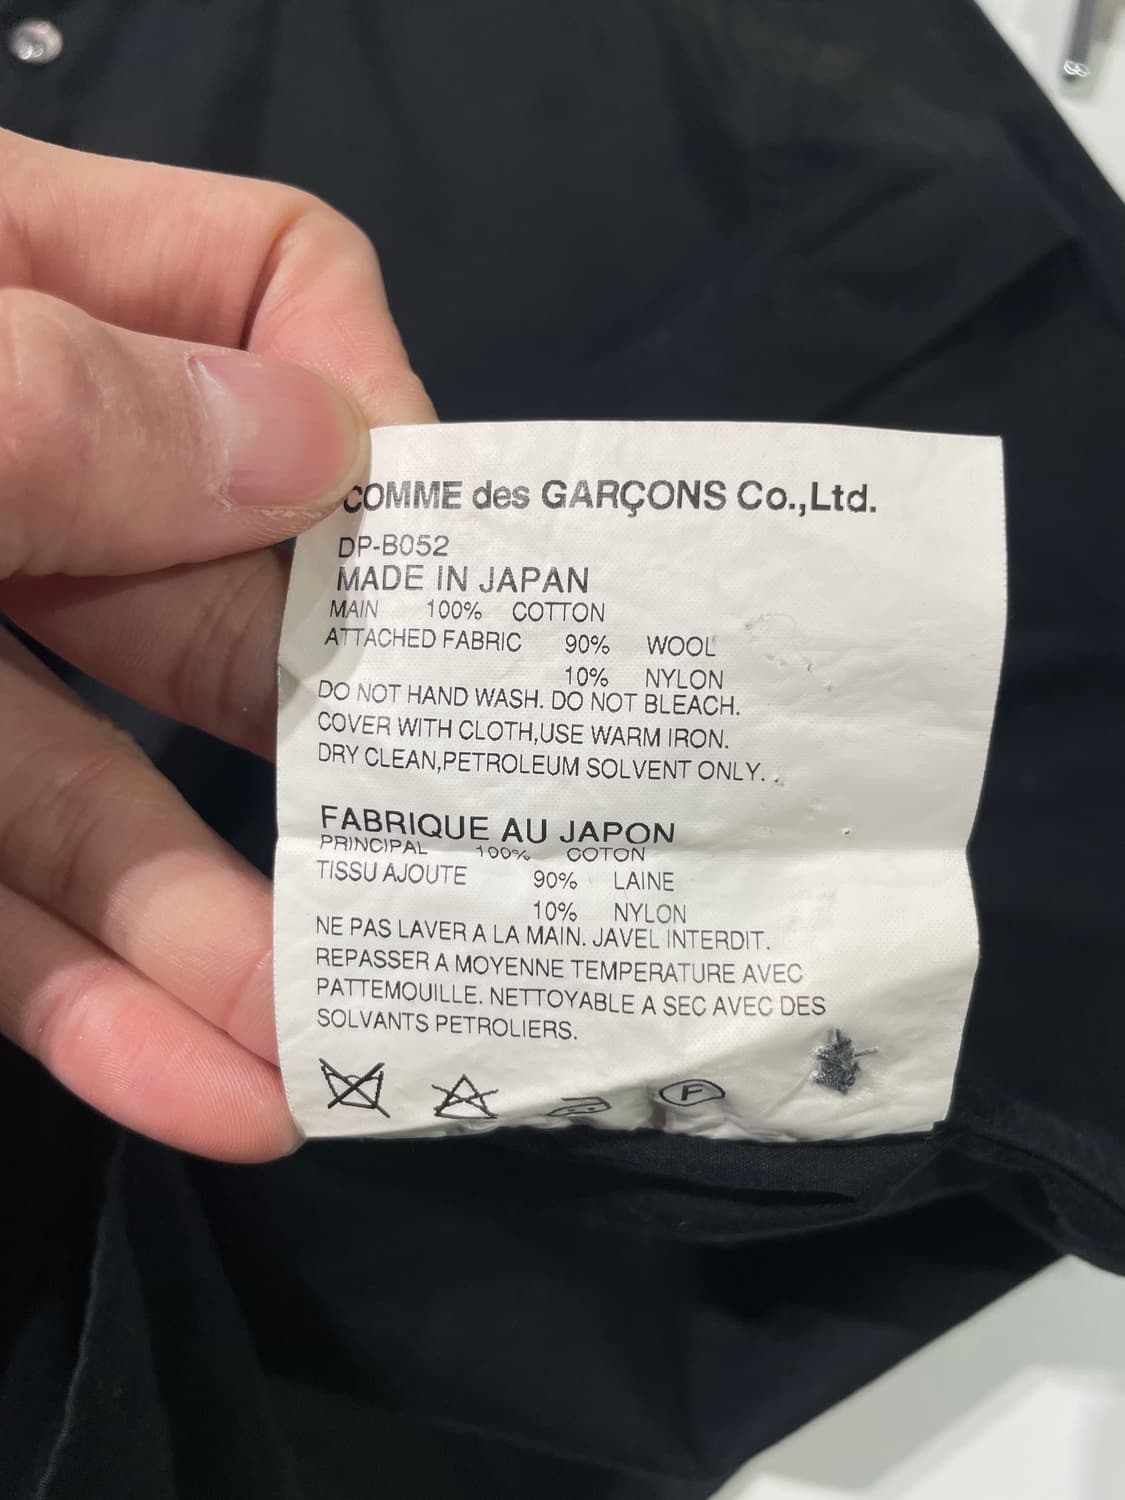 COMME des GARÇONS Co.,Ltd.
DP-B052
MADE IN JAPAN
MAIN 100% COTTON
ATTACHED FABRIC 90% WOOL
10% NYLON
DO NOT HAND WASH. DO NOT BLEACH.
COVER WITH CLOTH,USE WARM IRON.
DRY CLEAN,PETROLEUM SOLVENT ONLY.
FABRIQUE AU JAPON
PRINCIPAL 100% COTON
TISSU AJOUTE 90% LAINE
10% NYLON
NE PAS LAVER A LA MAIN. JAVEL INTERDIT.
REPASSER A MOYENNE TEMPERATURE AVEC
PATTEMOUILLE. NETTOYABLE A SEC AVEC DES
SOLVANTS PETROLIERS.
F